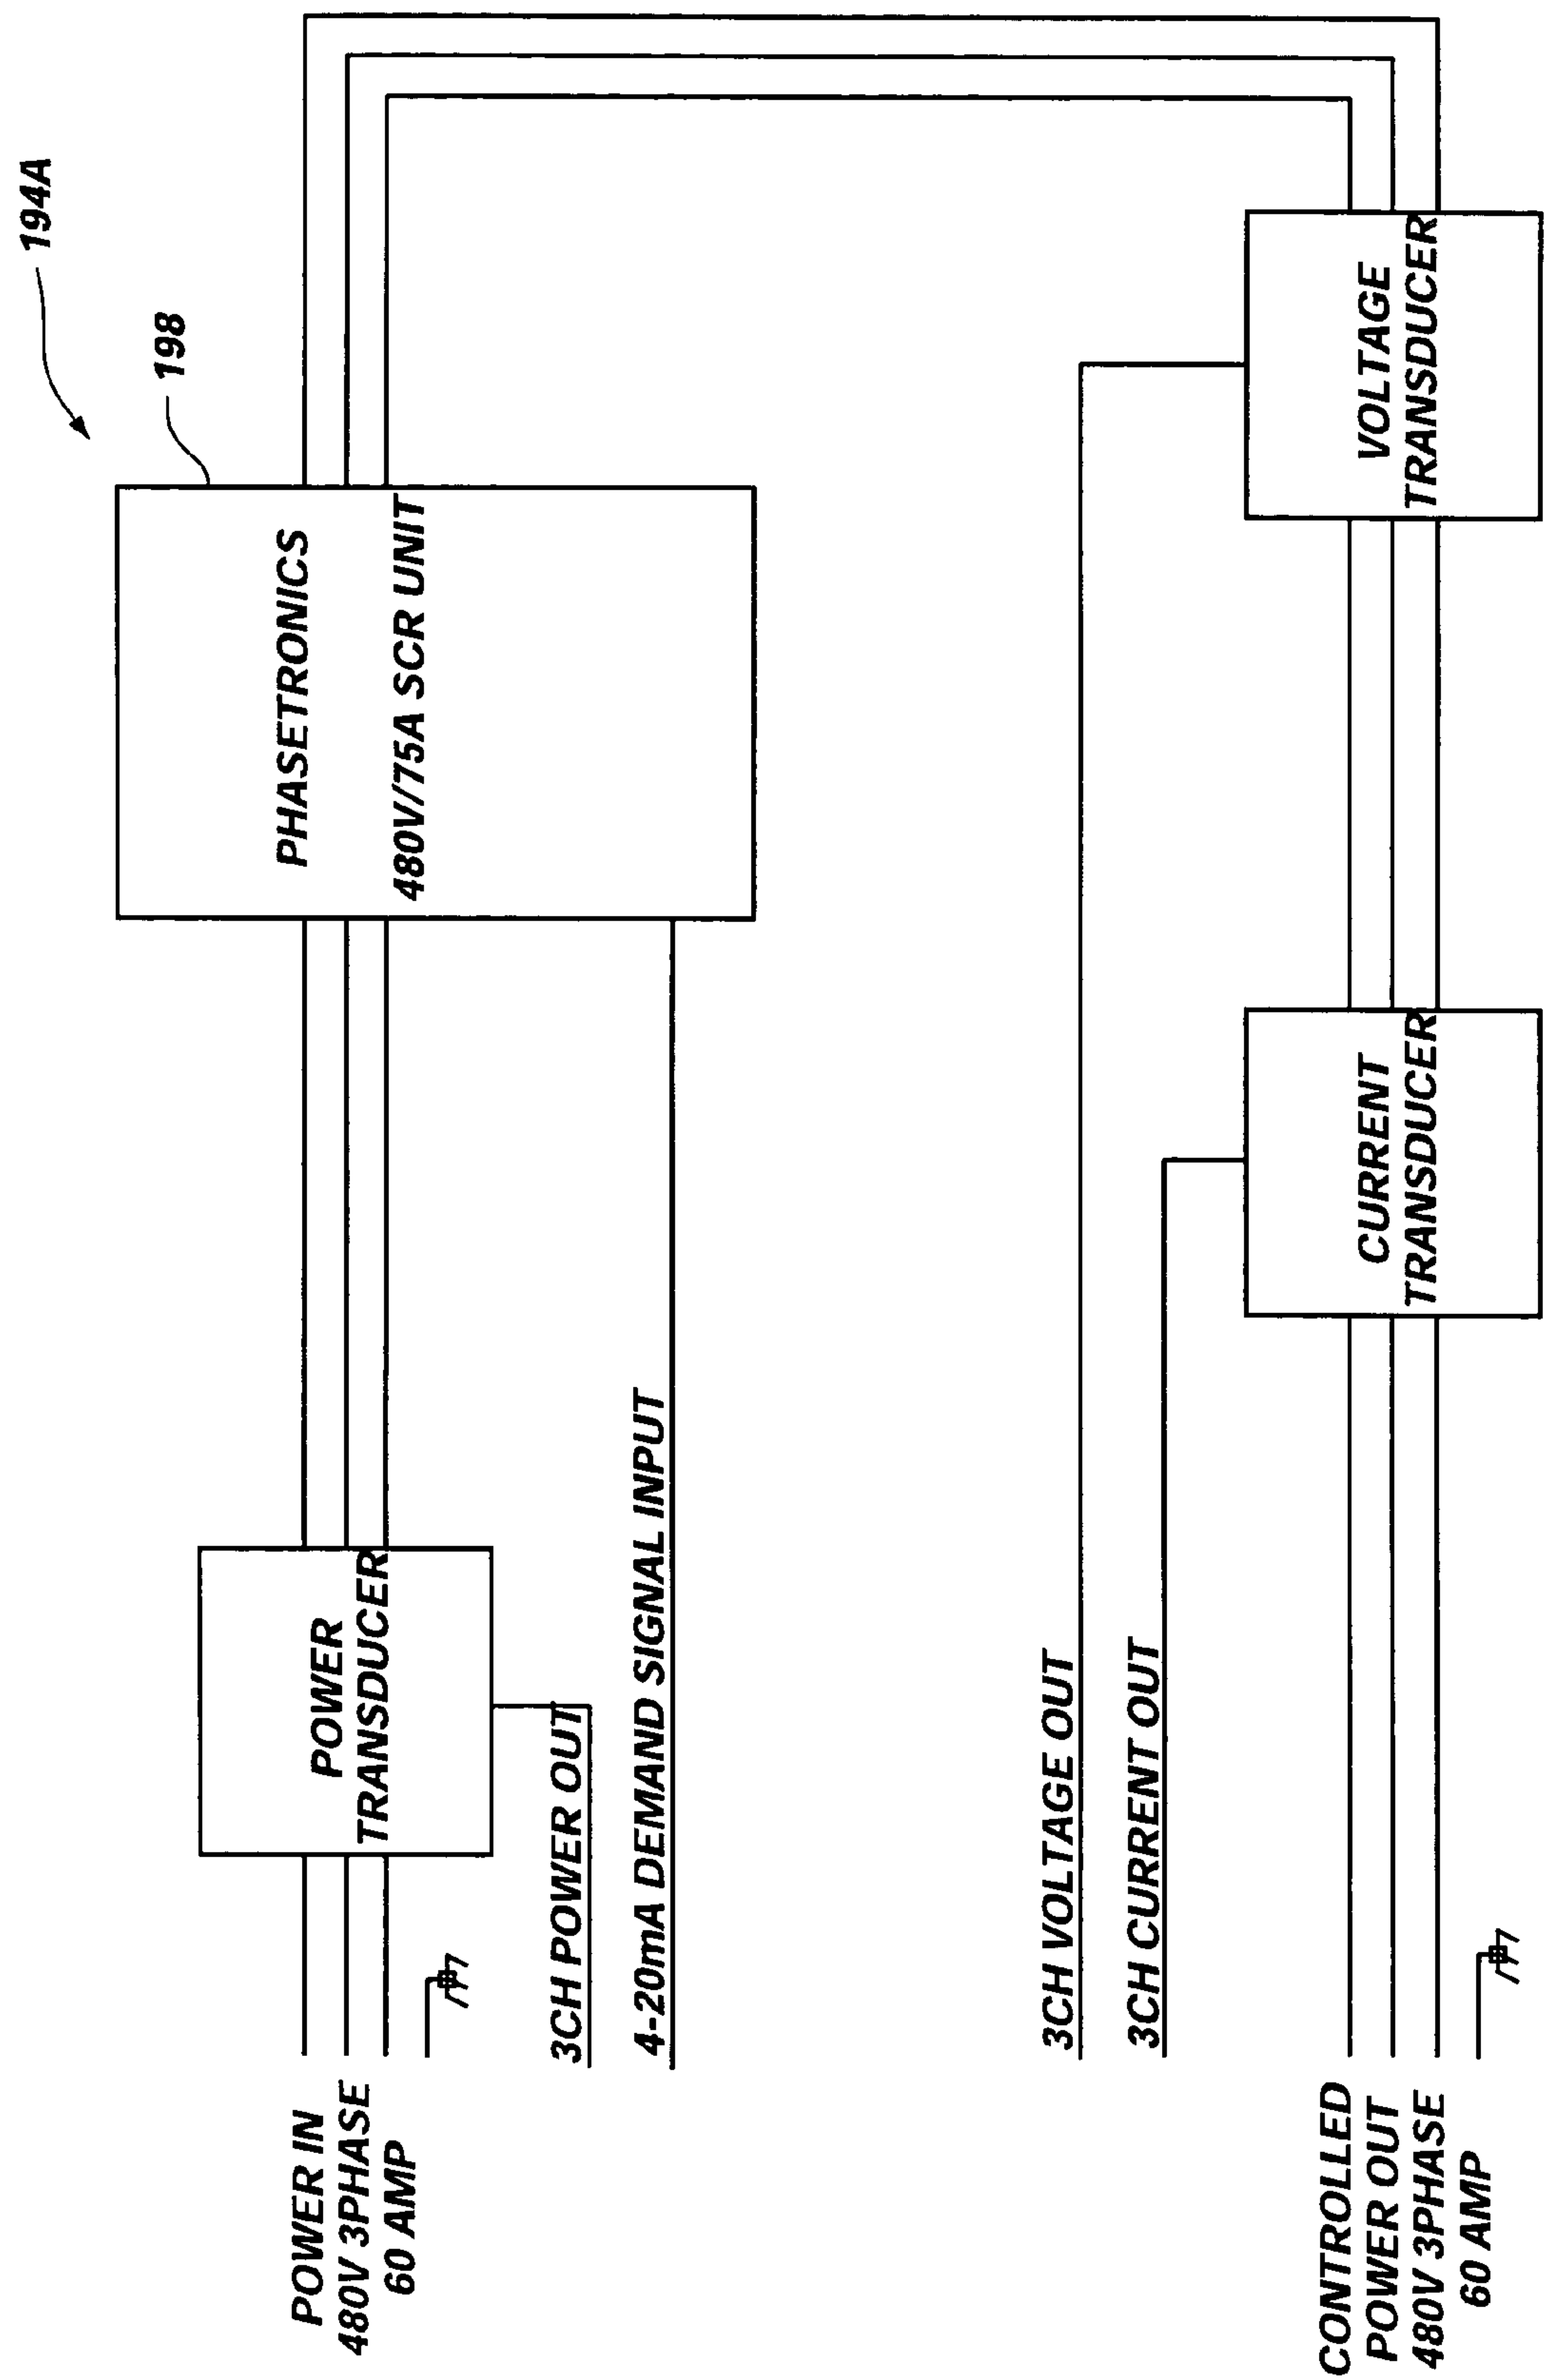 194A
198
PHASETRONICS
480V/75A SCR UNIT
POWER
TRANSDUCER
POWER IN
480V 3PHASE
60 AMP
3CH POWER OUT
4-20mA DEMAND SIGNAL INPUT
3CH VOLTAGE OUT
3CH CURRENT OUT
VOLTAGE
TRANSDUCER
CURRENT
TRANSDUCER
CONTROLLED
POWER OUT
480V 3PHASE
60 AMP